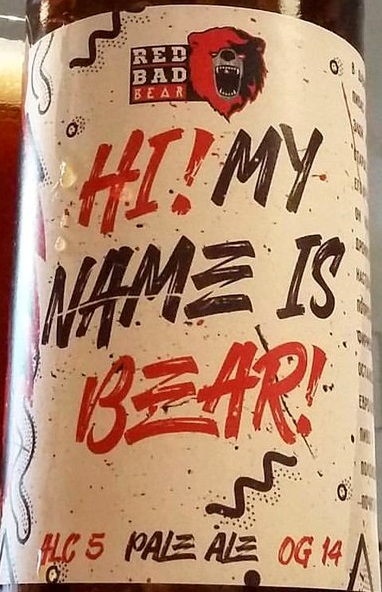 RED
BAD
BEAR
HI! MY
NAME IS
BEAR!
ALC 5 PALE ALE OG 14